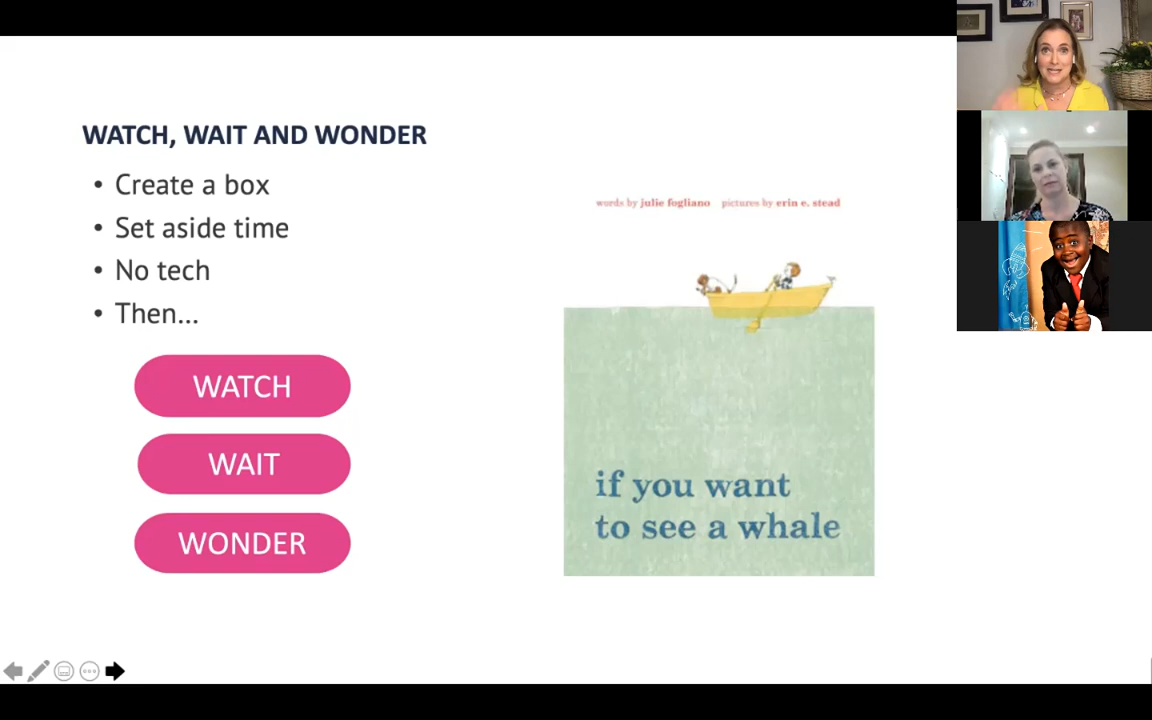 WATCH, WAIT AND WONDER
• Create a box
• Set aside time
• No tech
• Then...
WATCH
WAIT
WONDER
words by julie fogliano pictures by erin e. stead
if you want
to see a whale